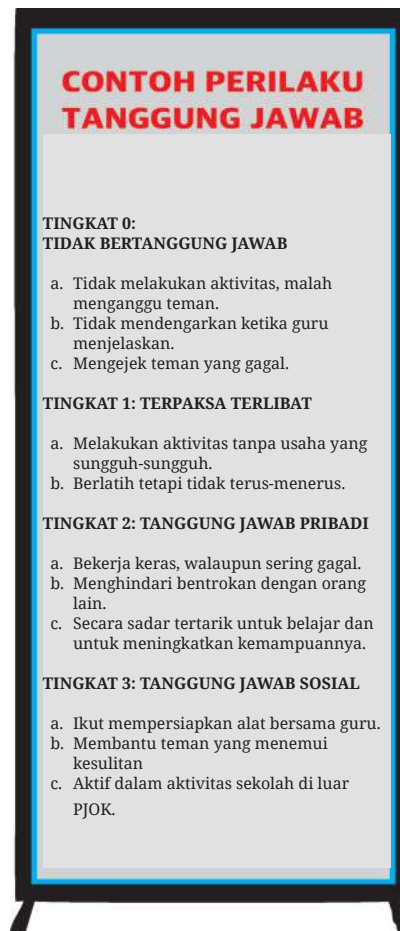 CONTOH PERILAKU
TANGGUNG JAWAB
TINGKAT 0:
TIDAK BERTANGGUNG JAWAB
a. Tidak melakukan aktivitas, malah
menganggu teman.
b. Tidak mendengarkan ketika guru
menjelaskan.
c. Mengejek teman yang gagal.
TINGKAT 1: TERPAKSA TERLIBAT
a. Melakukan aktivitas tanpa usaha yang
sungguh-sungguh.
b. Berlatih tetapi tidak terus-menerus.
TINGKAT 2: TANGGUNG JAWAB PRIBADI
a. Bekerja keras, walaupun sering gagal.
b. Menghindari bentrokan dengan orang
lain.
c. Secara sadar tertarik untuk belajar dan
untuk meningkatkan kemampuannya.
TINGKAT 3: TANGGUNG JAWAB SOSIAL
a. Ikut mempersiapkan alat bersama guru.
b. Membantu teman yang menemui
kesulitan
c. Aktif dalam aktivitas sekolah di luar
PJOK.